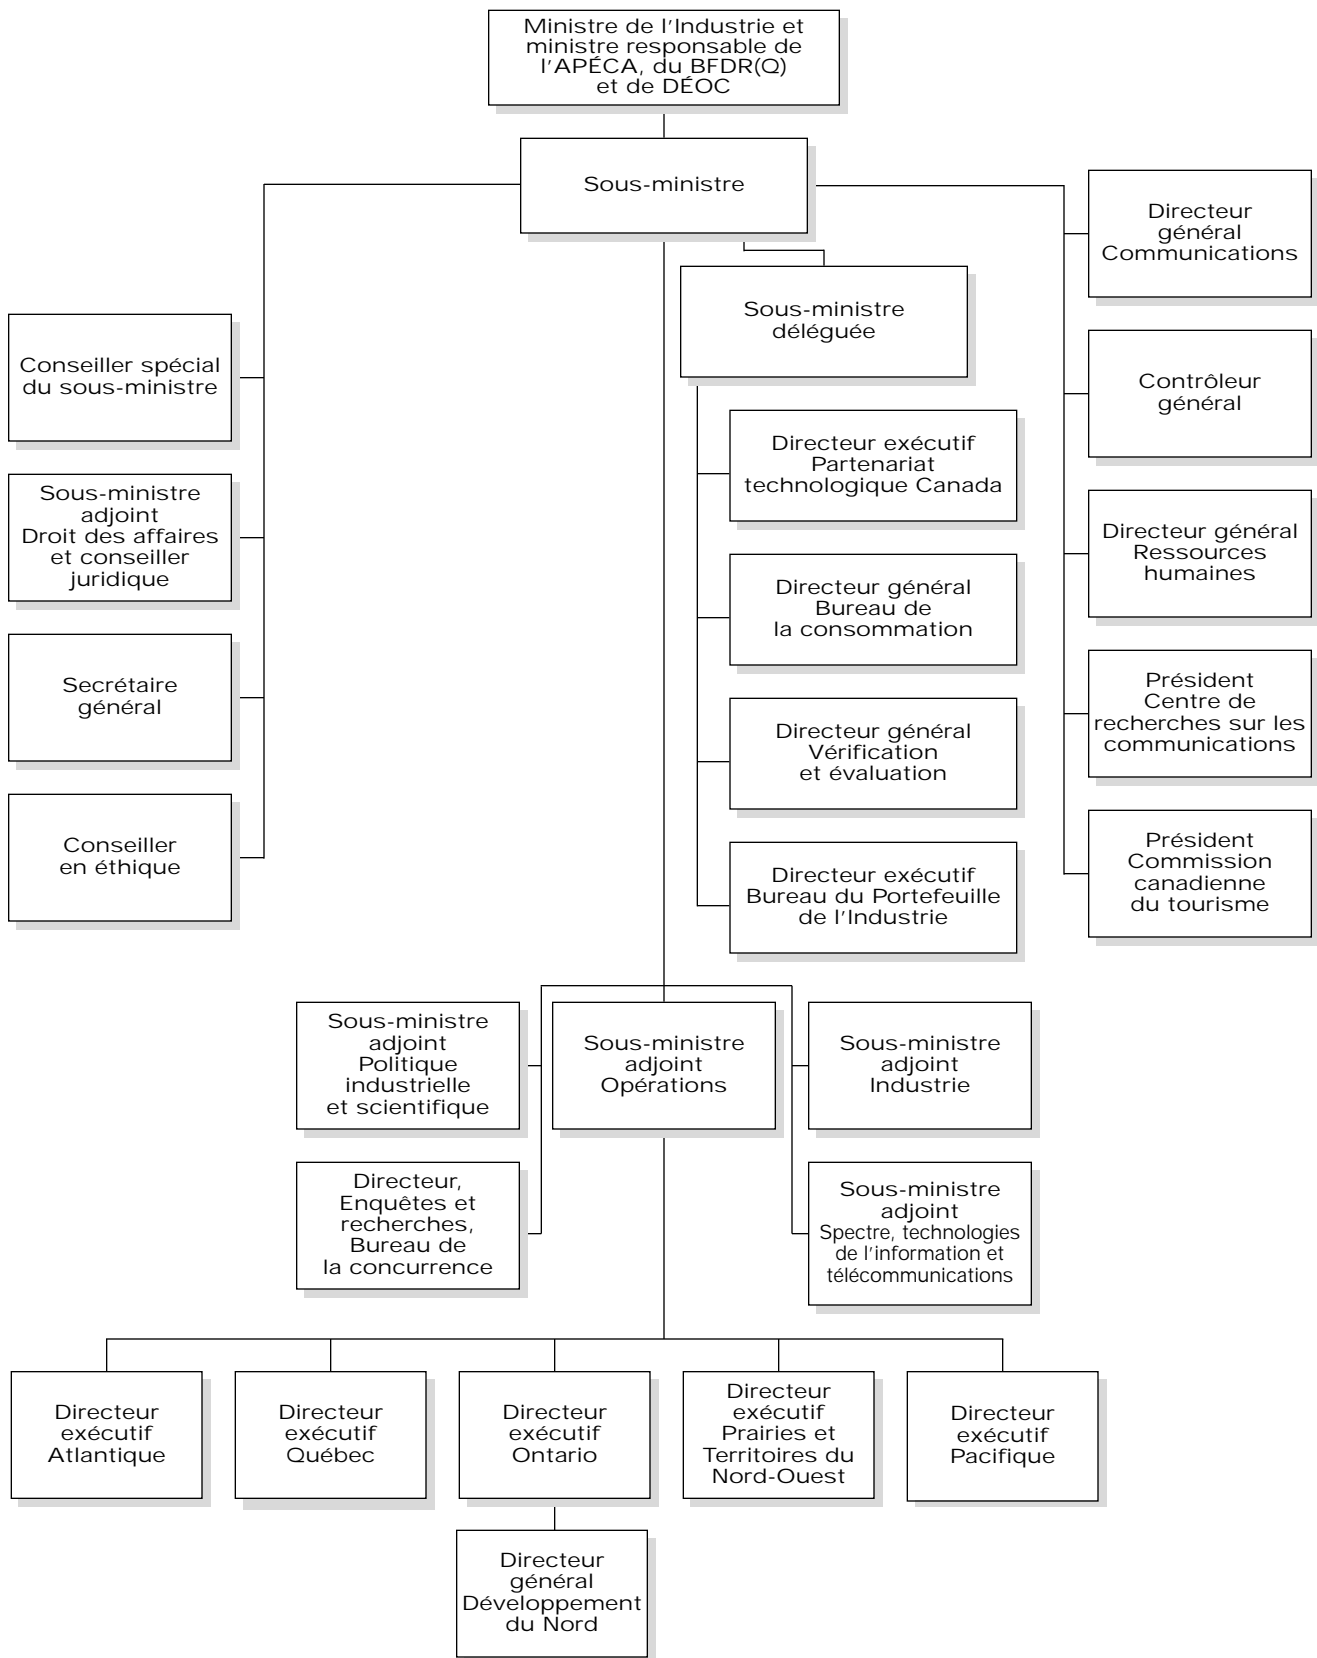 Ministre de l'Industrie et
ministre responsable de
l'APÉCA, du BFDR(Q)
et de DÉOC
Sous-ministre
Directeur
général
Communications
Sous-ministre
déléguée
Conseiller spécial
du sous-ministre
Contrôleur
général
Directeur exécutif
Partenariat
technologique Canada
Sous-ministre
adjoint
Droit des affaires
et conseiller
juridique
Directeur général
Ressources
humaines
Directeur général
Bureau de
la consommation
Secrétaire
général
Président
Centre de
recherches sur les
communications
Directeur général
Vérification
et évaluation
Conseiller
en éthique
Président
Commission
canadienne
du tourisme
Directeur exécutif
Bureau du Portefeuille
de l'Industrie
Sous-ministre
adjoint
Politique
industrielle
et scientifique
Sous-ministre
adjoint
Opérations
Sous-ministre
adjoint
Industrie
Directeur,
Enquêtes et
recherches,
Bureau de
la concurrence
Sous-ministre
adjoint
Spectre, technologies
de l'information et
télécommunications
Directeur
exécutif
Atlantique
Directeur
exécutif
Québec
Directeur
exécutif
Ontario
Directeur
exécutif
Prairies et
Territoires du
Nord-Ouest
Directeur
exécutif
Pacifique
Directeur
général
Développement
du Nord